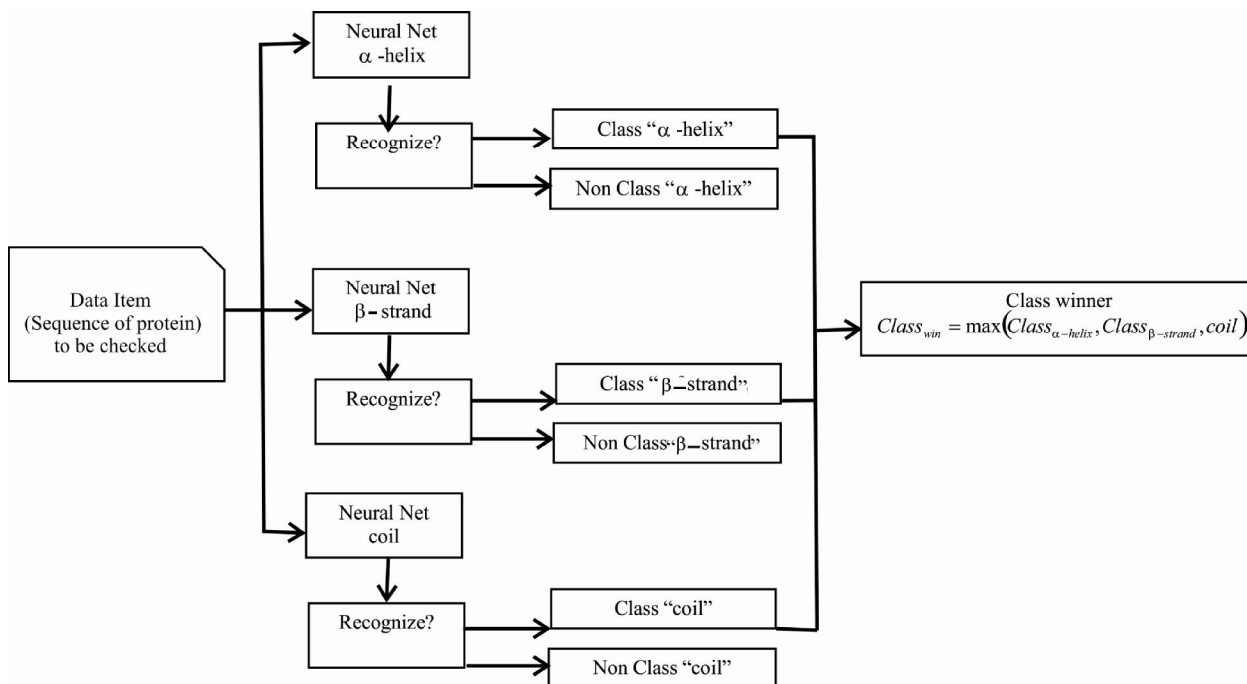 Neural Net
α -helix
Recognize?
Class “α -helix”
Non Class “α -helix”
Data Item
(Sequence of protein)
to be checked
Neural Net
β– strand
Recognize?
Class “β–strand”
Non Class“β–strand”
Class winner
Class_win = max(Class_α–helix, Class_β–strand, coil)
Neural Net
coil
Recognize?
Class “coil”
Non Class “coil”